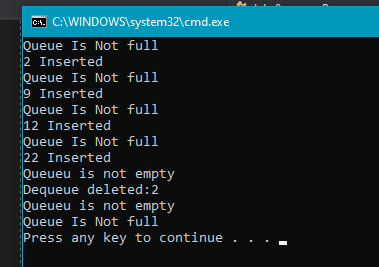 C:\WINDOWS\system32\cmd.exe
Queue Is Not full
2 Inserted
Queue Is Not full
9 Inserted
Queue Is Not full
12 Inserted
Queue Is Not full
22 Inserted
Queueu is not empty
Dequeue deleted:2
Queueu is not empty
Queue Is Not full
Press any key to continue . . .